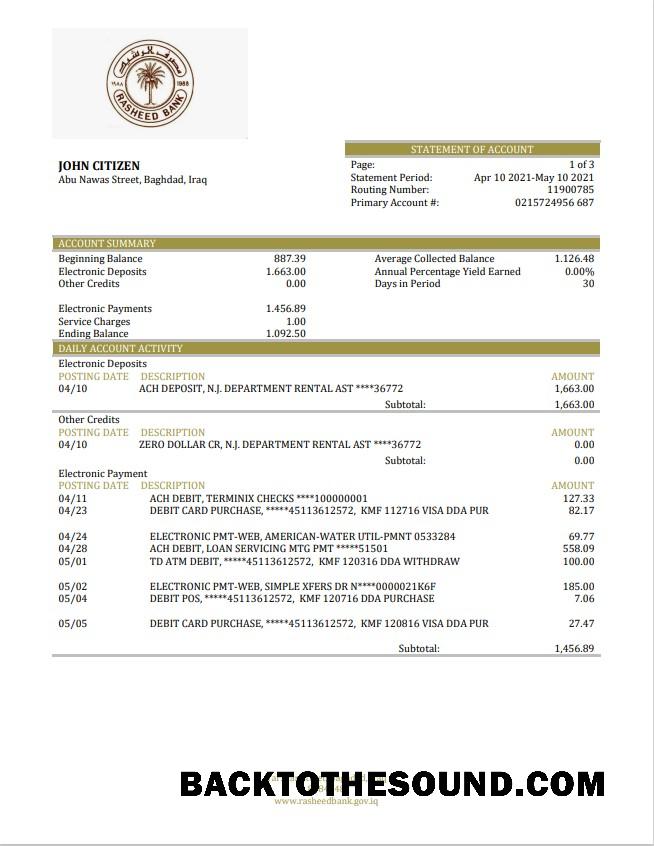 مصرف الرشيد
١٩٨٨ 1988
RASHEED BANK
STATEMENT OF ACCOUNT
JOHN CITIZEN
Abu Nawas Street, Baghdad, Iraq
Page: 1 of 3
Statement Period: Apr 10 2021-May 10 2021
Routing Number: 11900785
Primary Account #: 0215724956 687
ACCOUNT SUMMARY
Beginning Balance 887.39 Average Collected Balance 1.126.48
Electronic Deposits 1.663.00 Annual Percentage Yield Earned 0.00%
Other Credits 0.00 Days in Period 30
Electronic Payments 1.456.89
Service Charges 1.00
Ending Balance 1.092.50
DAILY ACCOUNT ACTIVITY
Electronic Deposits
POSTING DATE DESCRIPTION AMOUNT
04/10 ACH DEPOSIT, N.J. DEPARTMENT RENTAL AST ****36772 1,663.00
Subtotal: 1,663.00
Other Credits
POSTING DATE DESCRIPTION AMOUNT
04/10 ZERO DOLLAR CR, N.J. DEPARTMENT RENTAL AST ****36772 0.00
Subtotal: 0.00
Electronic Payment
POSTING DATE DESCRIPTION AMOUNT
04/11 ACH DEBIT, TERMINIX CHECKS ****100000001 127.33
04/23 DEBIT CARD PURCHASE, *****45113612572, KMF 112716 VISA DDA PUR 82.17
04/24 ELECTRONIC PMT-WEB, AMERICAN-WATER UTIL-PMNT 0533284 69.77
04/28 ACH DEBIT, LOAN SERVICING MTG PMT *****51501 558.09
05/01 TD ATM DEBIT, *****45113612572, KMF 120316 DDA WITHDRAW 100.00
05/02 ELECTRONIC PMT-WEB, SIMPLE XFERS DR N****0000021K6F 185.00
05/04 DEBIT POS, *****45113612572, KMF 120716 DDA PURCHASE 7.06
05/05 DEBIT CARD PURCHASE, *****45113612572, KMF 120816 VISA DDA PUR 27.47
Subtotal: 1,456.89
BACKTOTHESOUND.COM
www.rasheedbank.gov.iq